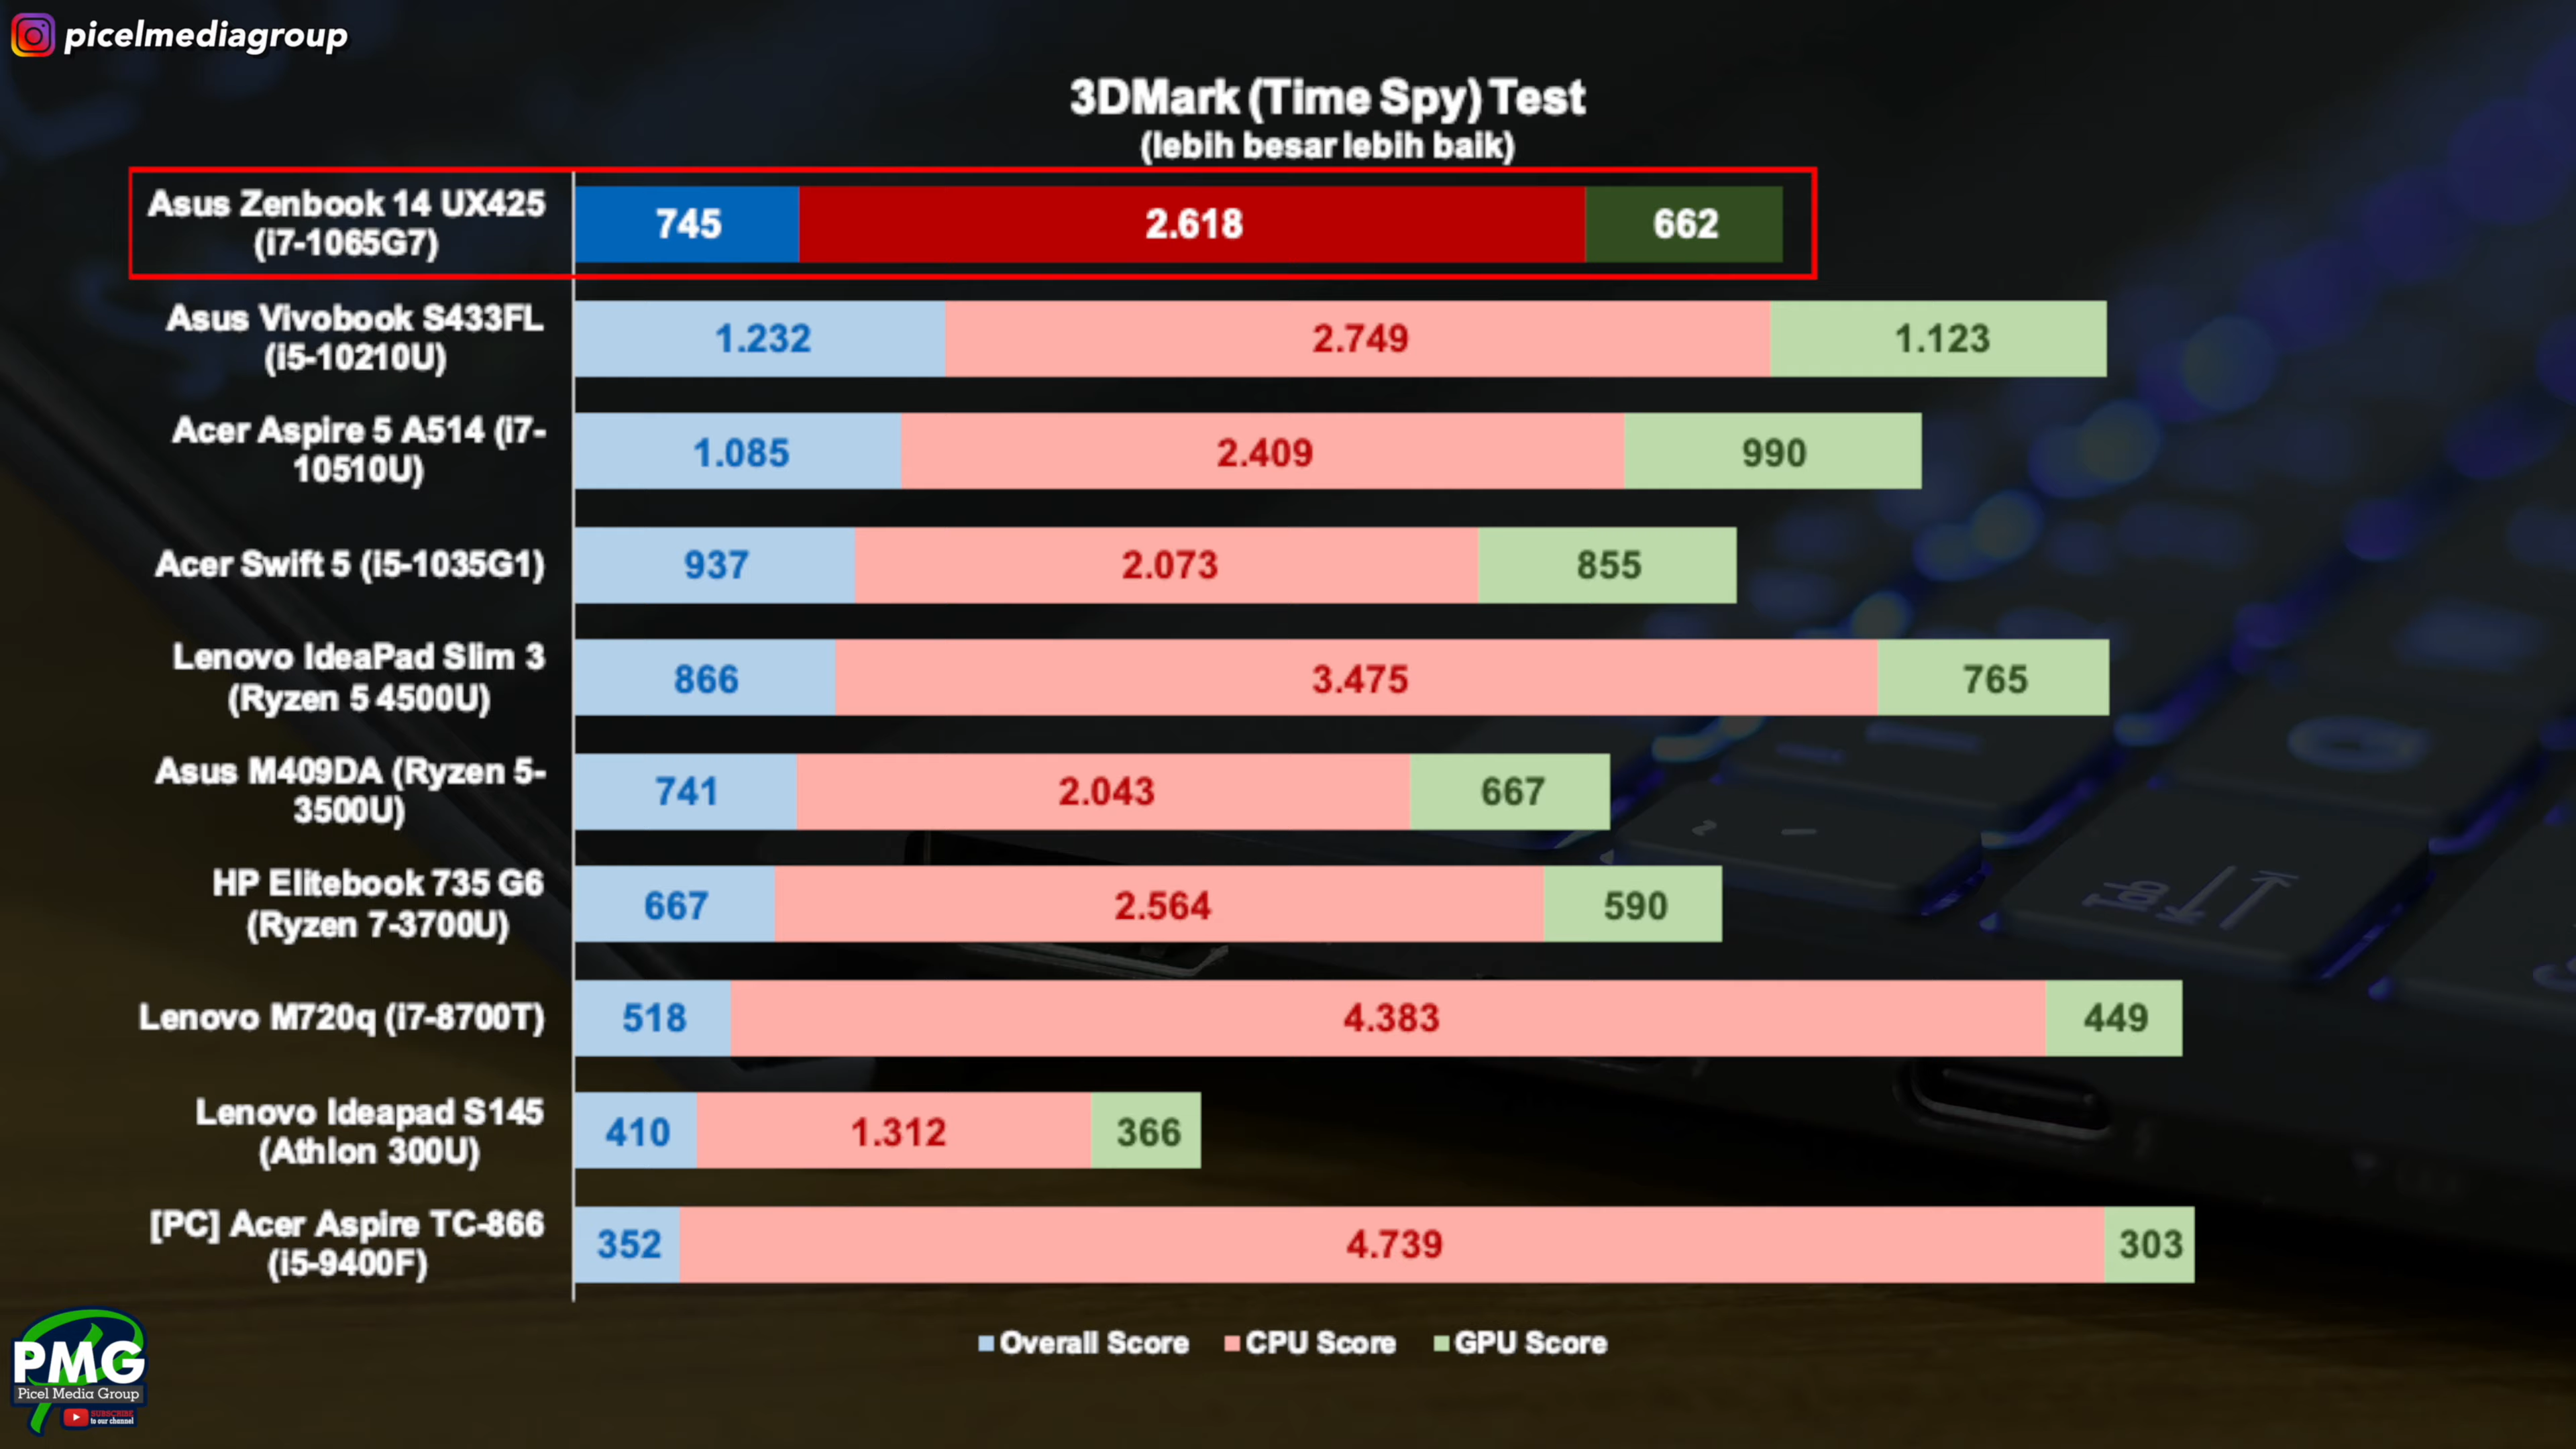 picelmediagroup
3DMark (Time Spy) Test
(lebih besar lebih baik)
Asus Zenbook 14 UX425
(i7-1065G7)
745 2.618 662
Asus Vivobook S433FL
(i5-10210U)
1.232 2.749 1.123
Acer Aspire 5 A514 (i7-
10510U)
1.085 2.409 990
Acer Swift 5 (i5-1035G1)
937 2.073 855
Lenovo IdeaPad Slim 3
(Ryzen 5 4500U)
866 3.475 765
Asus M409DA (Ryzen 5-
3500U)
741 2.043 667
HP Elitebook 735 G6
(Ryzen 7-3700U)
667 2.564 590
Lenovo M720q (i7-8700T)
518 4.383 449
Lenovo Ideapad S145
(Athlon 300U)
410 1.312 366
[PC] Acer Aspire TC-866
(i5-9400F)
352 4.739 303
Overall Score CPU Score GPU Score
Tab
PMG
Picel Media Group
SUBSCRIBE
to our channel